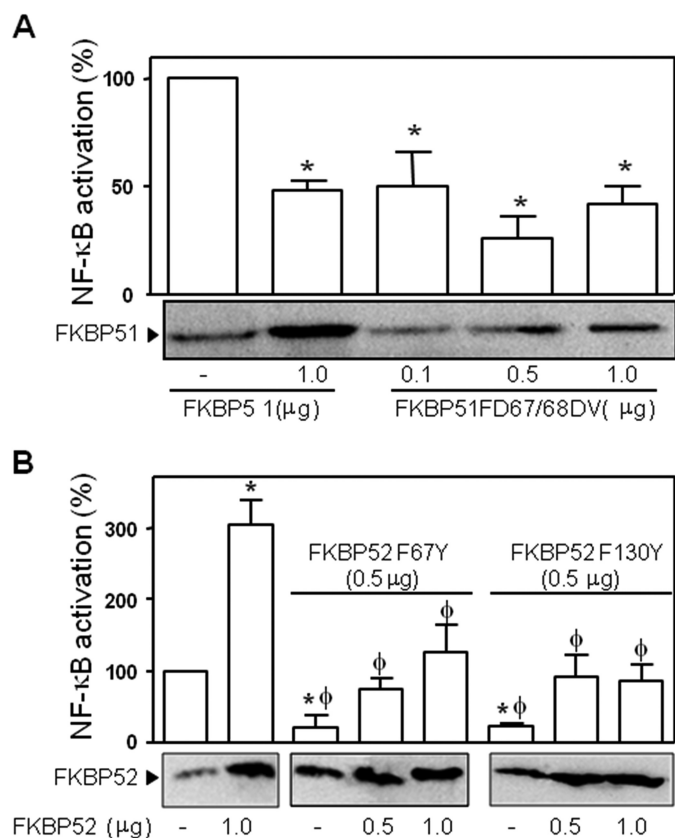 A
NF-κB activation (%)
100
50
0
* * * *
FKBP51
- 1.0 0.1 0.5 1.0
FKBP5 1(μg) FKBP51FD67/68DV( μg)
B
NF-κB activation (%)
300
200
100
0
*
FKBP52 F67Y FKBP52 F130Y
(0.5 μg) (0.5 μg)
*ϕ ϕ ϕ *ϕ ϕ ϕ
FKBP52
FKBP52 (μg) - 1.0 - 0.5 1.0 - 0.5 1.0